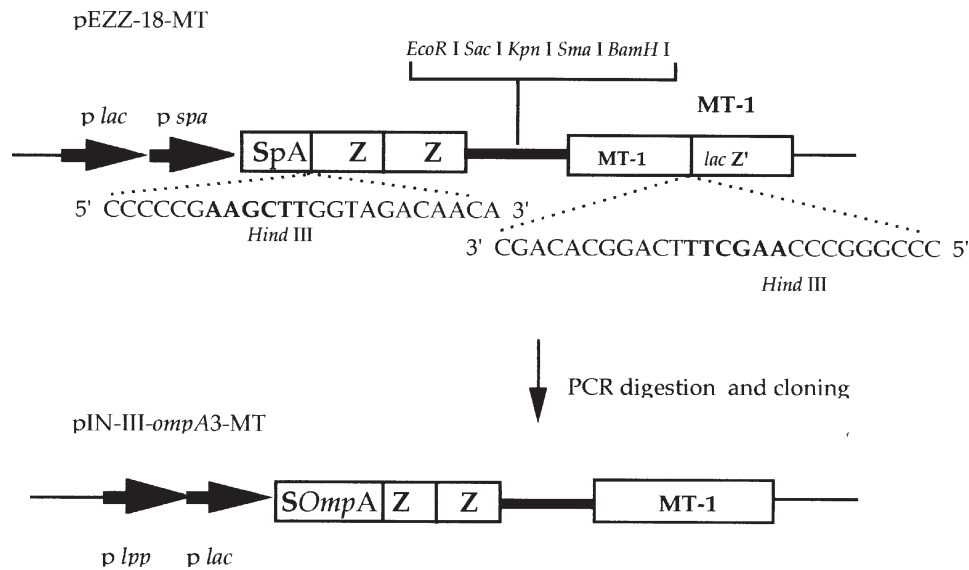 pEZZ-18-MT
EcoR I Sac I Kpn I Sma I BamH I
MT-1
p lac p spa
SpA Z Z MT-1 lac Z'
5' CCCCCGAAGCTTGGTAGACAACA 3'
Hind III
3' CGACACGGACTTTCGAACCCGGGCCC 5'
Hind III
PCR digestion and cloning
pIN-III-ompA3-MT
SOmpA Z Z MT-1
p lpp p lac